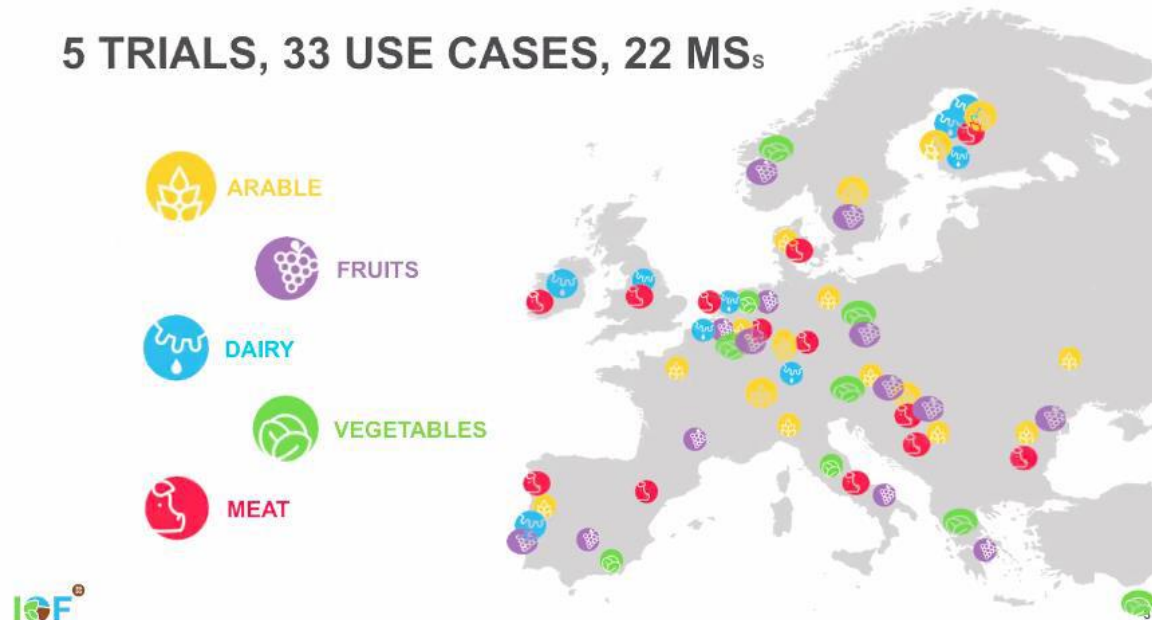 5 TRIALS, 33 USE CASES, 22 MSs
ARABLE
FRUITS
DAIRY
VEGETABLES
MEAT
IOF